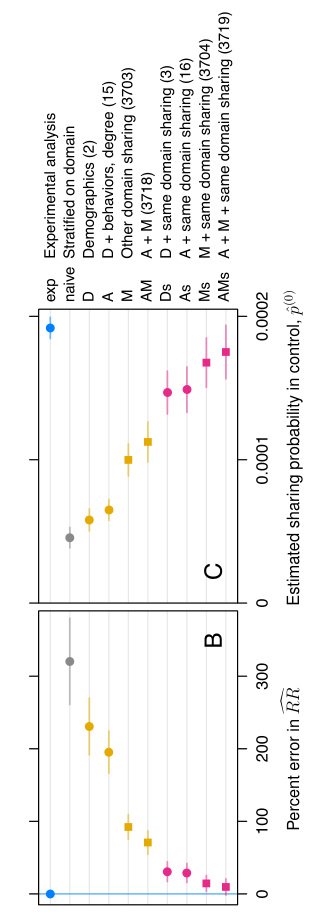 B
C
exp Experimental analysis
naive Stratified on domain
D Demographics (2)
A D + behaviors, degree (15)
M Other domain sharing (3703)
AM A + M (3718)
Ds D + same domain sharing (3)
As A + same domain sharing (16)
Ms M + same domain sharing (3704)
AMs A + M + same domain sharing (3719)
0 100 200 300
Percent error in \widehat{RR}
0 0.0001 0.0002
Estimated sharing probability in control, p̂⁽⁰⁾